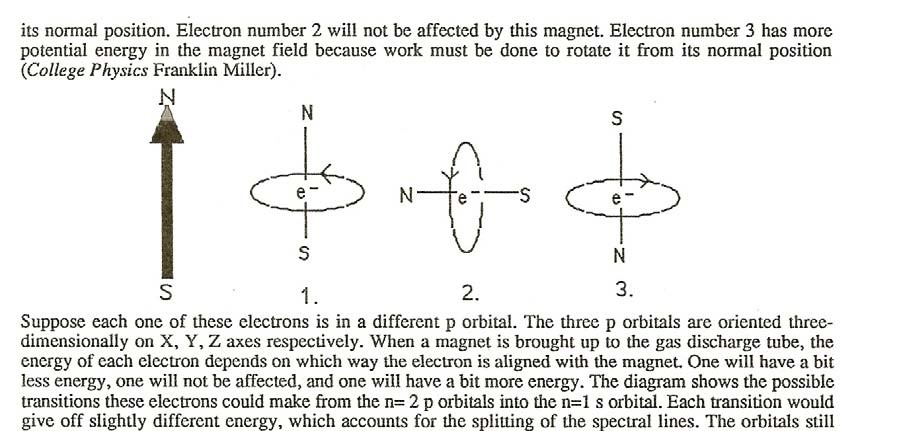 its normal position. Electron number 2 will not be affected by this magnet. Electron number 3 has more
potential energy in the magnet field because work must be done to rotate it from its normal position
(College Physics Franklin Miller).
N
N
S
e-
N
e-
S
e-
S
N
S
1.
2.
3.
Suppose each one of these electrons is in a different p orbital. The three p orbitals are oriented three-
dimensionally on X, Y, Z axes respectively. When a magnet is brought up to the gas discharge tube, the
energy of each electron depends on which way the electron is aligned with the magnet. One will have a bit
less energy, one will not be affected, and one will have a bit more energy. The diagram shows the possible
transitions these electrons could make from the n= 2 p orbitals into the n=1 s orbital. Each transition would
give off slightly different energy, which accounts for the splitting of the spectral lines. The orbitals still